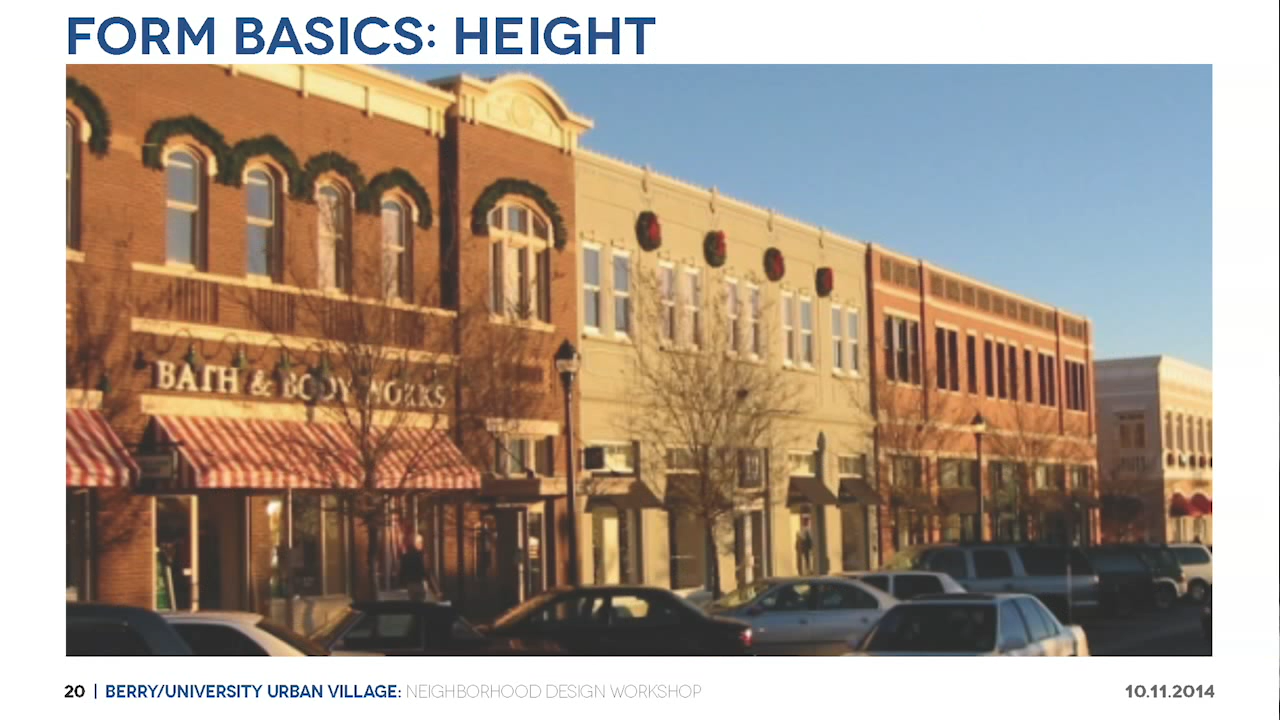 FORM BASICS: HEIGHT
BATH & BODY WORKS
20 | BERRY/UNIVERSITY URBAN VILLAGE: NEIGHBORHOOD DESIGN WORKSHOP
10.11.2014